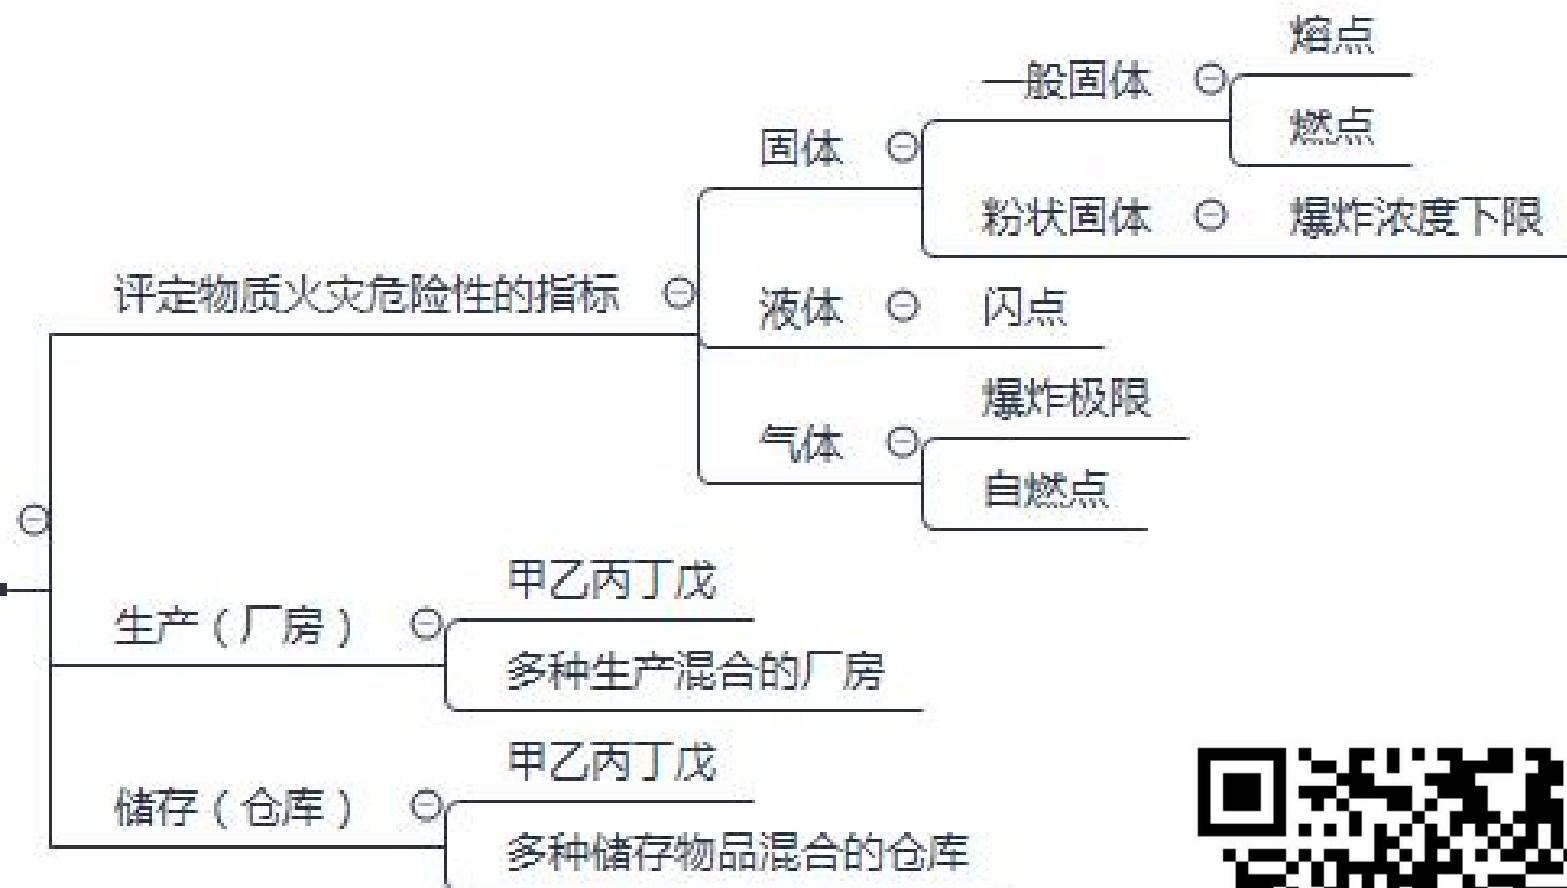 熔点
一般固体
燃点
固体
粉状固体 爆炸浓度下限
评定物质火灾危险性的指标
液体 闪点
爆炸极限
气体
自燃点
甲乙丙丁戊
生产(厂房)
多种生产混合的厂房
甲乙丙丁戊
储存(仓库)
多种储存物品混合的仓库